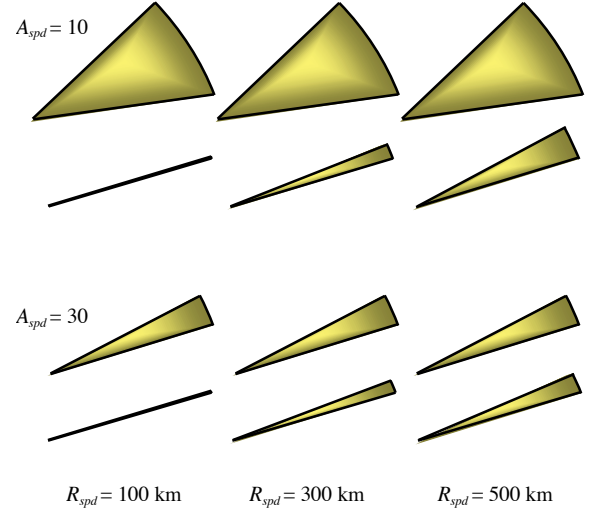 A_spd = 10
A_spd = 30
R_spd = 100 km R_spd = 300 km R_spd = 500 km